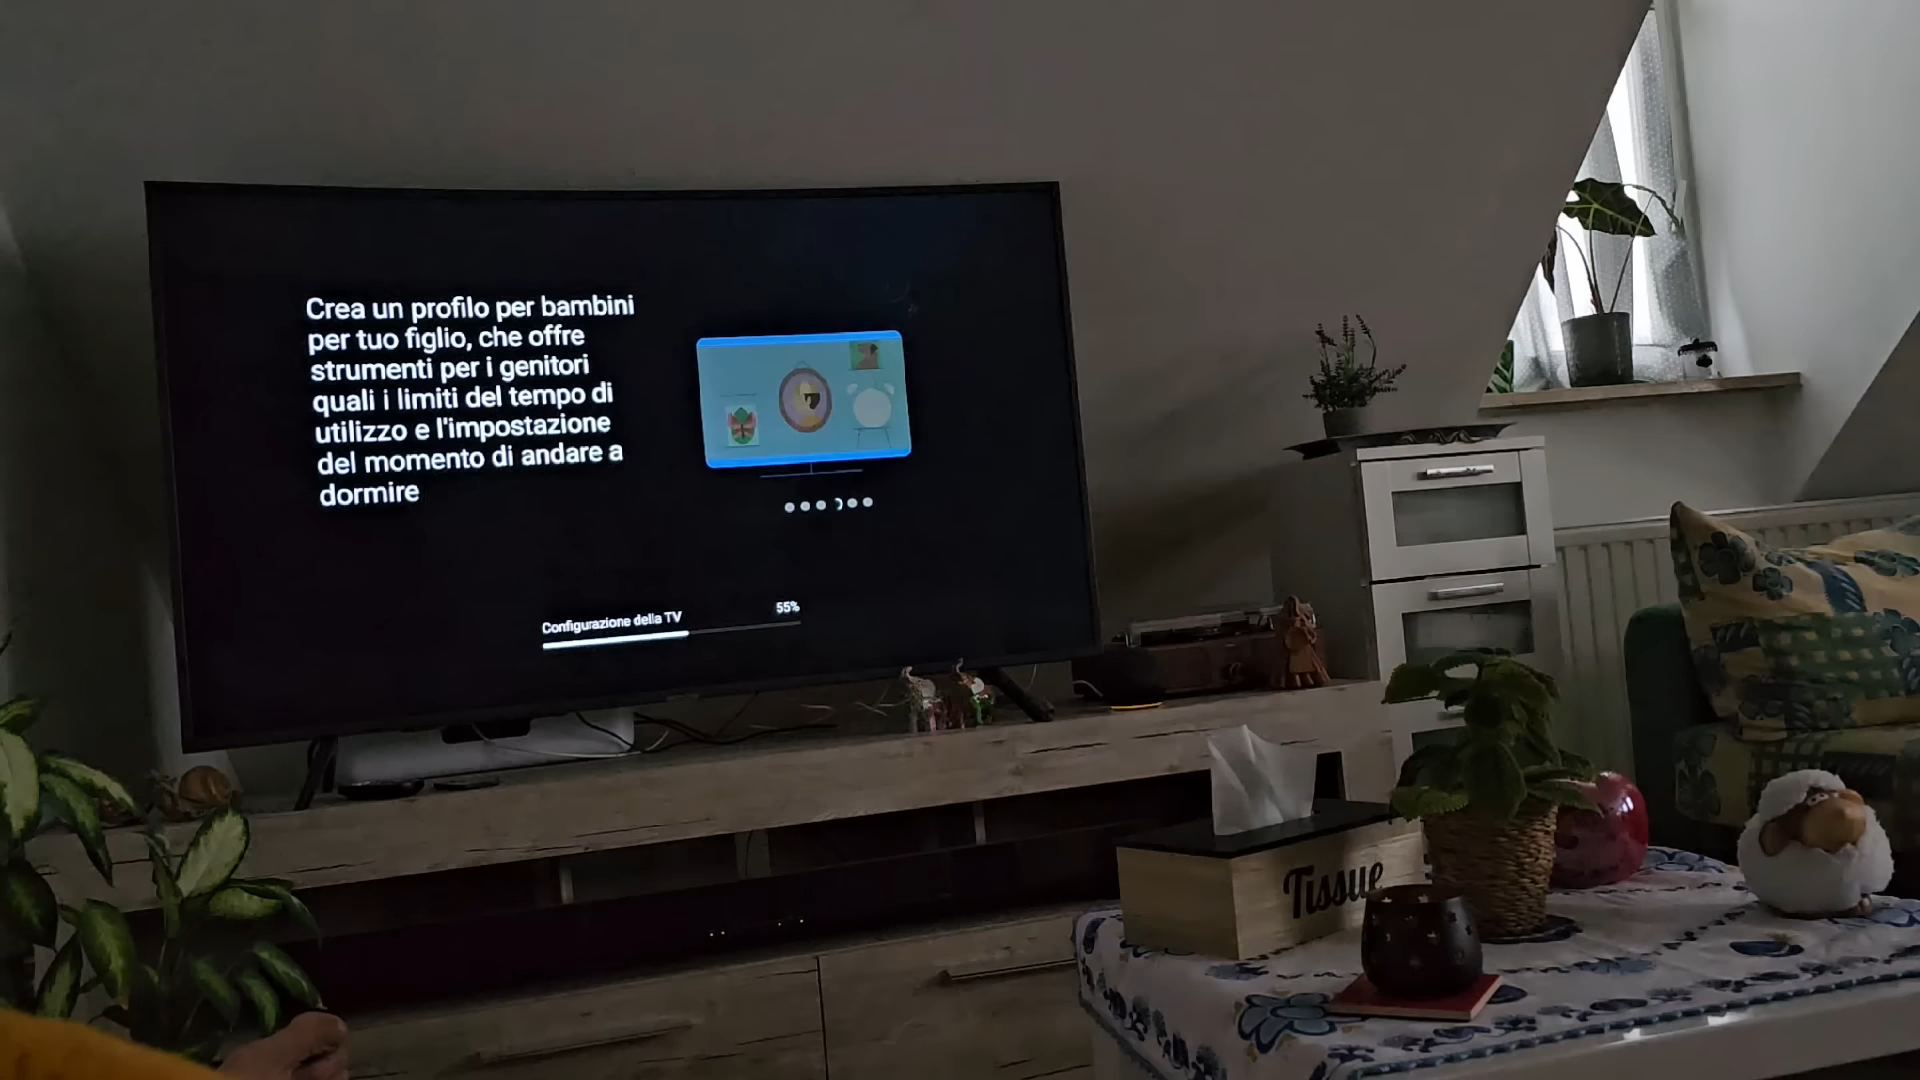 Crea un profilo per bambini
per tuo figlio, che offre
strumenti per i genitori
quali i limiti del tempo di
utilizzo e l'impostazione
del momento di andare a
dormire
Configurazione della TV
55%
Tissue